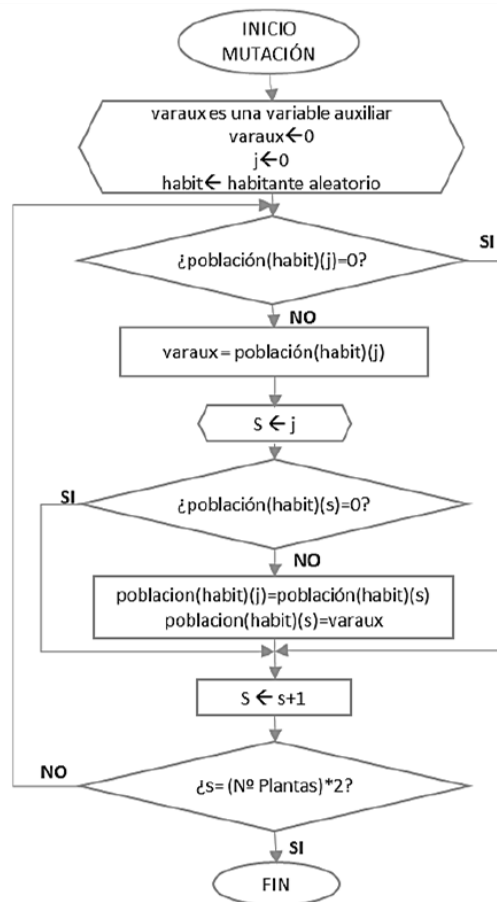 INICIO
MUTACIÓN
varaux es una variable auxiliar
varaux←0
j←0
habit← habitante aleatorio
SI
¿población(habit)(j)=0?
NO
varaux = población(habit)(j)
S ← j
SI
¿población(habit)(s)=0?
NO
poblacion(habit)(j)=población(habit)(s)
poblacion(habit)(s)=varaux
S ← s+1
NO
¿s= (Nº Plantas)*2?
SI
FIN